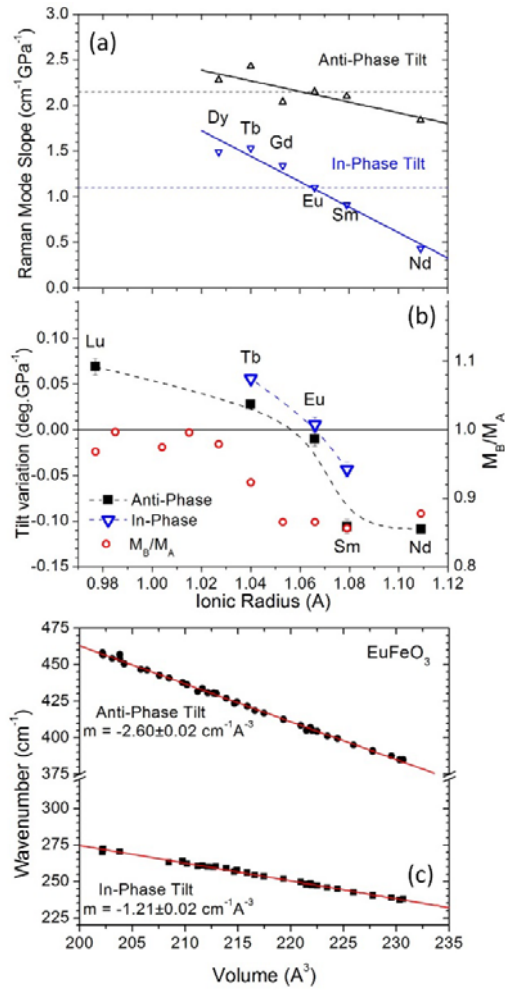 (a)
3.0
2.5
2.0
1.5
1.0
0.5
0.0
Raman Mode Slope (cm⁻¹GPa⁻¹)
Anti-Phase Tilt
Dy
Tb
Gd
In-Phase Tilt
Eu
Sm
Nd
(b)
Lu
Tb
Eu
0.10
0.05
0.00
-0.05
-0.10
-0.15
Tilt variation (deg.GPa⁻¹)
1.1
1.0
0.9
0.8
M_B/M_A
Anti-Phase
In-Phase
M_B/M_A
Sm
Nd
0.98 1.00 1.02 1.04 1.06 1.08 1.10 1.12
Ionic Radius (A)
475
450
425
400
375
300
275
250
225
Wavenumber (cm⁻¹)
EuFeO₃
Anti-Phase Tilt
m = -2.60±0.02 cm⁻¹A⁻³
In-Phase Tilt
m = -1.21±0.02 cm⁻¹A⁻³
(c)
200 205 210 215 220 225 230 235
Volume (A³)